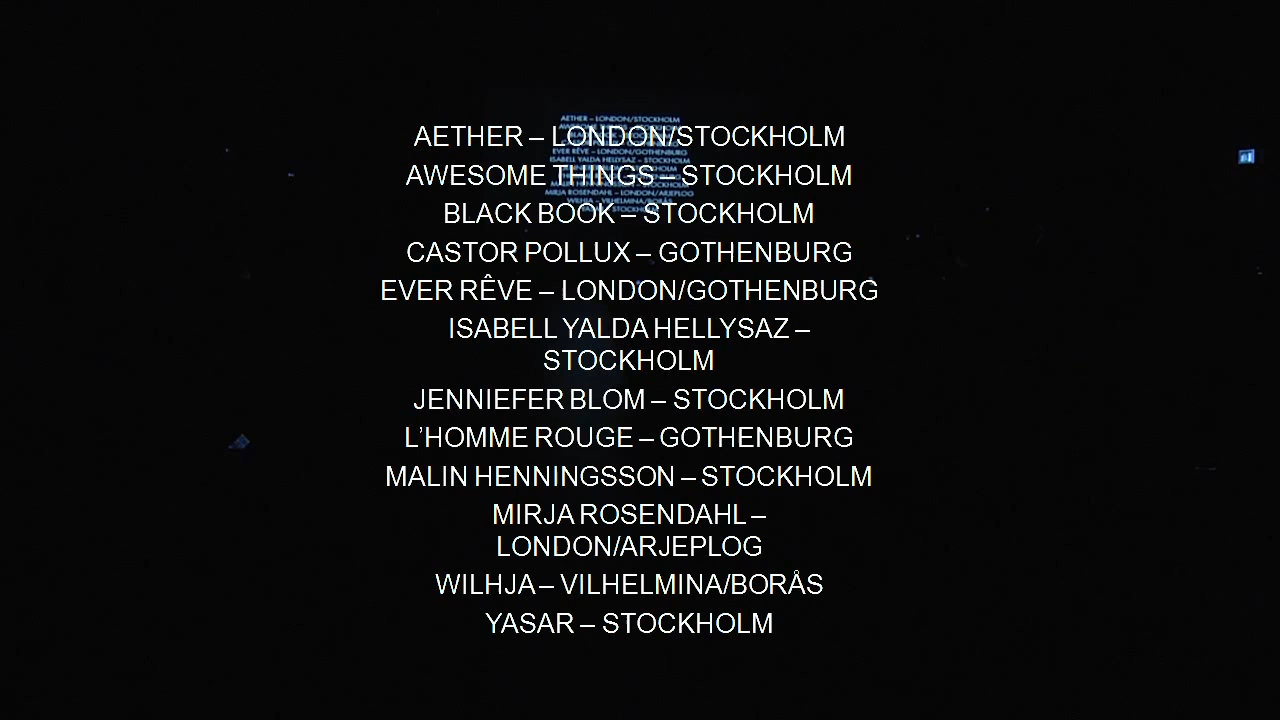 AETHER – LONDON/STOCKHOLM
AWESOME THINGS – STOCKHOLM
BLACK BOOK – STOCKHOLM
CASTOR POLLUX – GOTHENBURG
EVER RÊVE – LONDON/GOTHENBURG
ISABELL YALDA HELLYSAZ –
STOCKHOLM
JENNIEFER BLOM – STOCKHOLM
L’HOMME ROUGE – GOTHENBURG
MALIN HENNINGSSON – STOCKHOLM
MIRJA ROSENDAHL –
LONDON/ARJEPLOG
WILHJA – VILHELMINA/BORÅS
YASAR – STOCKHOLM